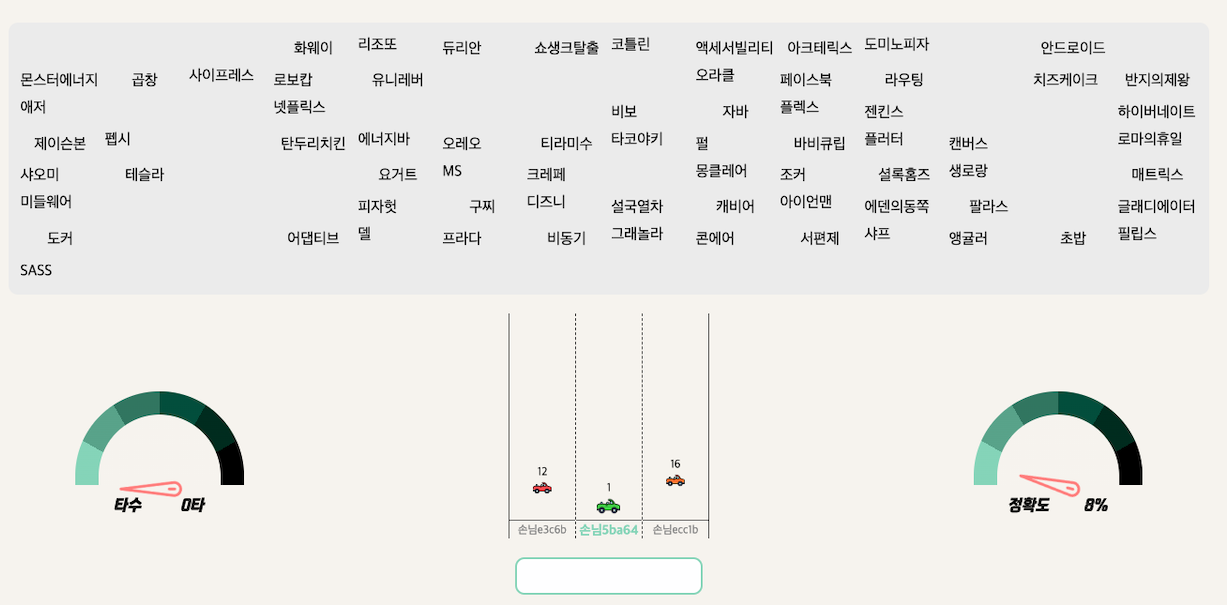 화웨이 리조또 듀리안 쇼생크탈출 코틀린 액세서빌리티 아크테릭스 도미노피자 안드로이드
몬스터에너지 곱창 사이프레스 로보캅 유니레버 오라클 페이스북 라우팅 치즈케이크 반지의제왕
애저 넷플릭스 비보 자바 플렉스 젠킨스 하이버네이트
제이슨본 펩시 탄두리치킨 에너지바 오레오 티라미수 타코야키 펄 바비큐립 플러터 캔버스 로마의휴일
샤오미 테슬라 요거트 MS 크레페 몽클레어 조커 셜록홈즈 생로랑 매트릭스
미들웨어 피자헛 구찌 디즈니 설국열차 캐비어 아이언맨 에덴의동쪽 팔라스 글래디에이터
도커 어댑티브 델 프라다 비동기 그래놀라 콘에어 서편제 샤프 앵귤러 초밥 필립스
SASS
12 1 16
타수 0타
정확도 8%
손님e3c6b 손님5ba64 손님ecc1b